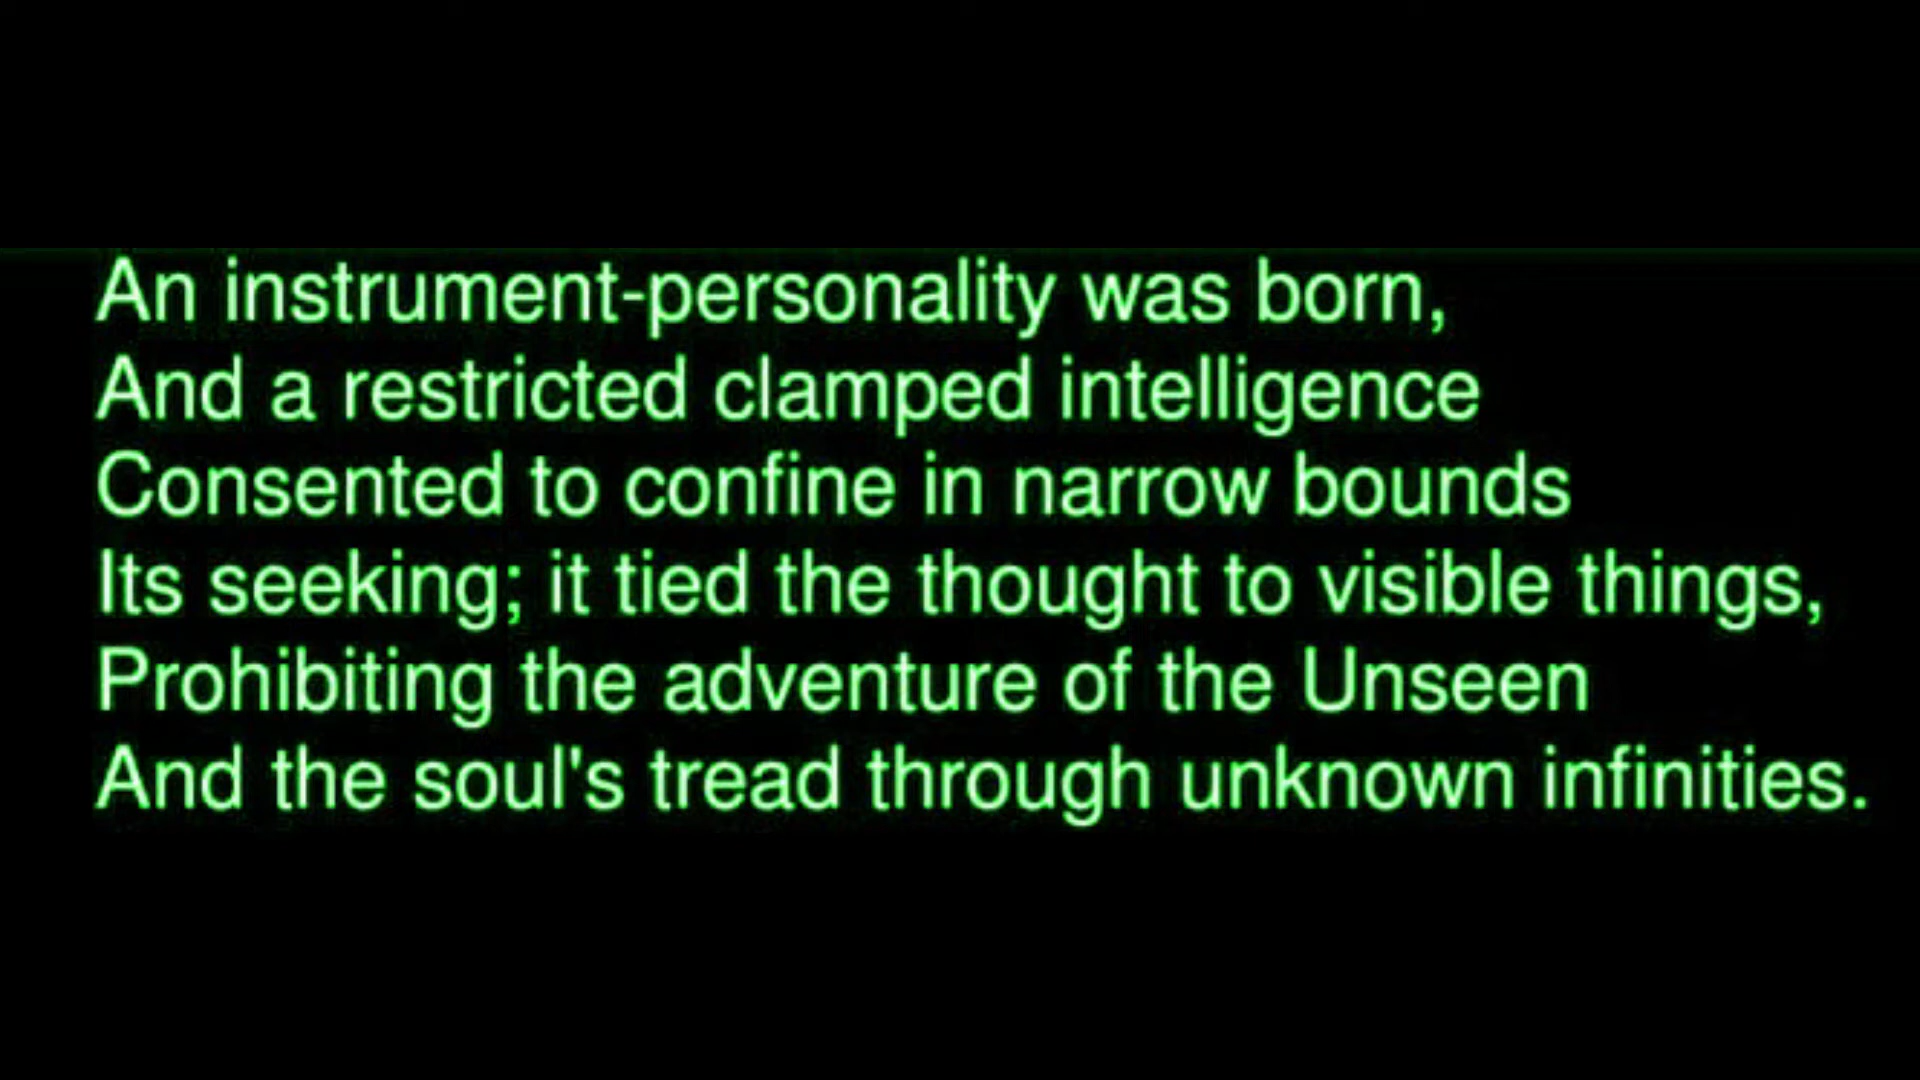 An instrument-personality was born,
And a restricted clamped intelligence
Consented to confine in narrow bounds
Its seeking; it tied the thought to visible things,
Prohibiting the adventure of the Unseen
And the soul's tread through unknown infinities.